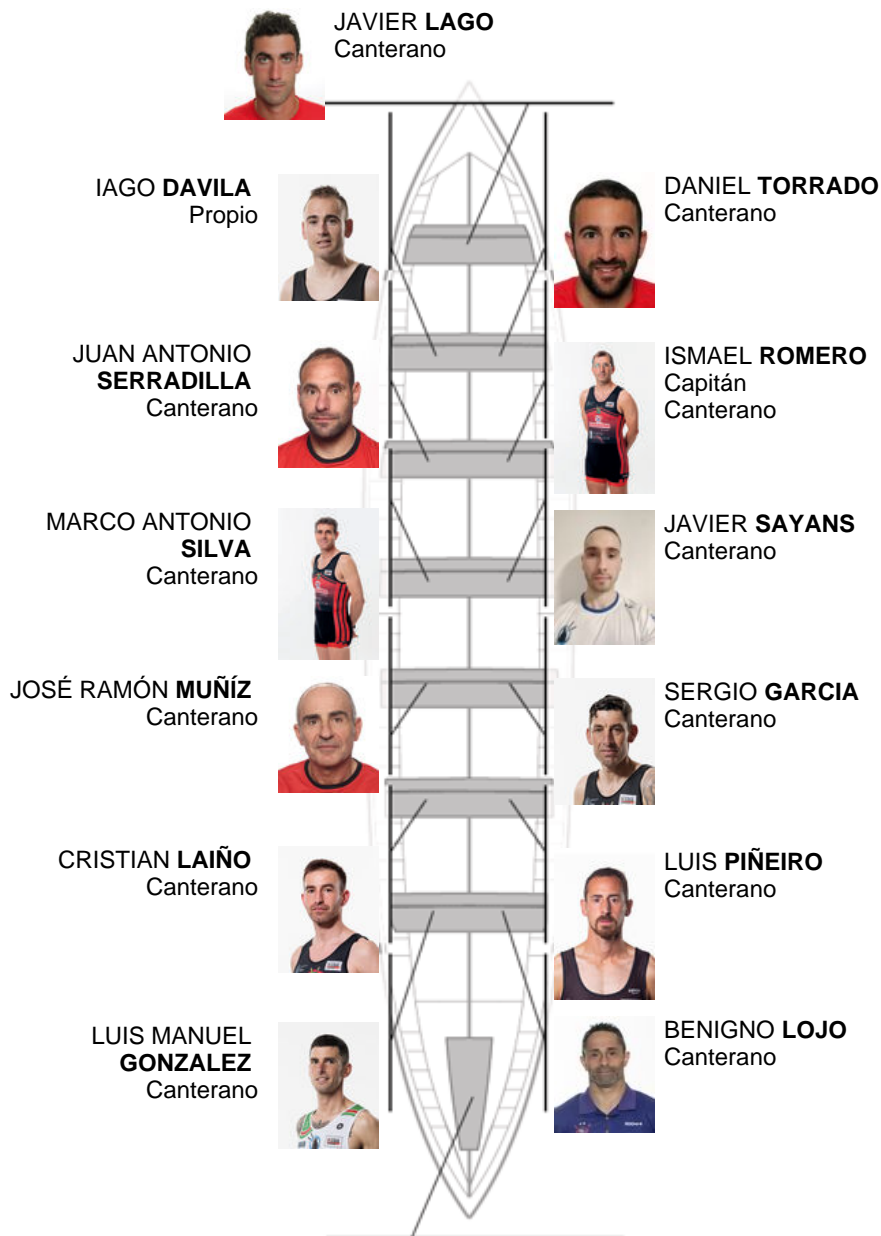 JAVIER LAGO
Canterano
IAGO DAVILA
Propio
DANIEL TORRADO
Canterano
JUAN ANTONIO
SERRADILLA
Canterano
ISMAEL ROMERO
Capitán
Canterano
MARCO ANTONIO
SILVA
Canterano
JAVIER SAYANS
Canterano
JOSÉ RAMÓN MUÑÍZ
Canterano
SERGIO GARCIA
Canterano
CRISTIAN LAIÑO
Canterano
LUIS PIÑEIRO
Canterano
LUIS MANUEL
GONZALEZ
Canterano
BENIGNO LOJO
Canterano